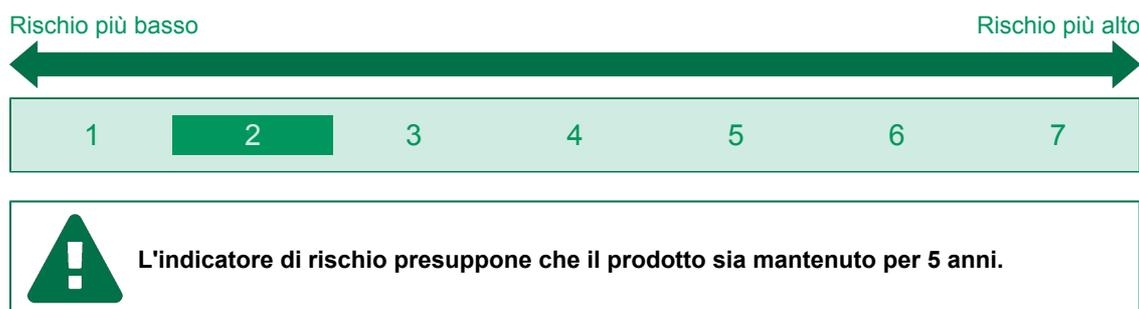 Rischio più basso Rischio più alto
1 2 3 4 5 6 7
L'indicatore di rischio presuppone che il prodotto sia mantenuto per 5 anni.